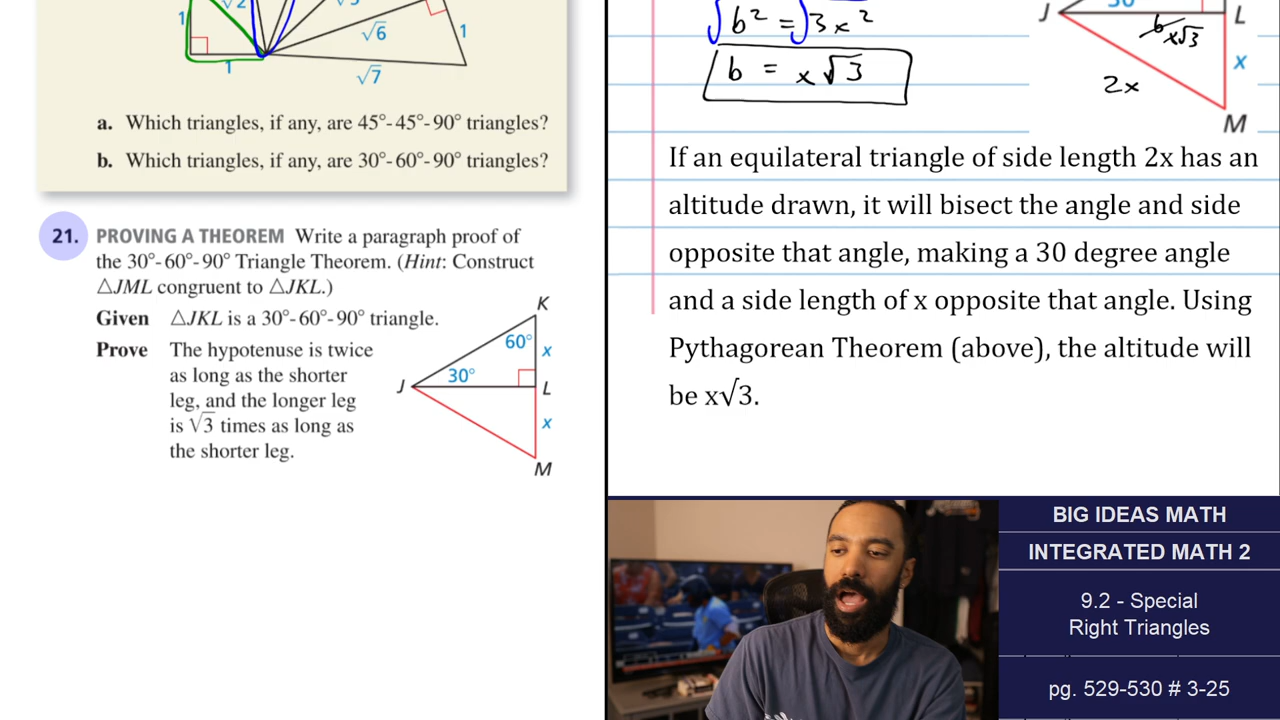 1
√2
√6
1
1
√7
a. Which triangles, if any, are 45°-45°-90° triangles?
b. Which triangles, if any, are 30°-60°-90° triangles?
21. PROVING A THEOREM Write a paragraph proof of
the 30°-60°-90° Triangle Theorem. (Hint: Construct
△JML congruent to △JKL.)
Given △JKL is a 30°-60°-90° triangle.
Prove The hypotenuse is twice
as long as the shorter
leg, and the longer leg
is √3 times as long as
the shorter leg.
K
60°
x
30°
J
L
x
M
√b² = √3x²
b = x√3
J
L
b
x√3
x
2x
M
If an equilateral triangle of side length 2x has an
altitude drawn, it will bisect the angle and side
opposite that angle, making a 30 degree angle
and a side length of x opposite that angle. Using
Pythagorean Theorem (above), the altitude will
be x√3.
BIG IDEAS MATH
INTEGRATED MATH 2
9.2 - Special
Right Triangles
pg. 529-530 # 3-25